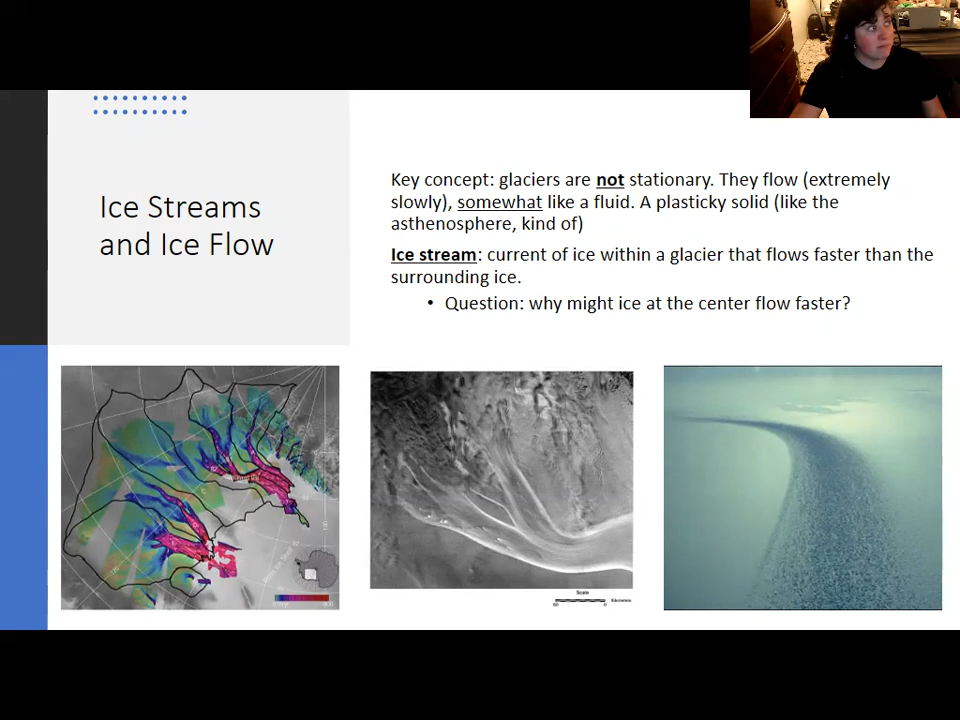 Ice Streams
and Ice Flow
Key concept: glaciers are not stationary. They flow (extremely
slowly), somewhat like a fluid. A plasticky solid (like the
asthenosphere, kind of)
Ice stream: current of ice within a glacier that flows faster than the
surrounding ice.
• Question: why might ice at the center flow faster?
Scale